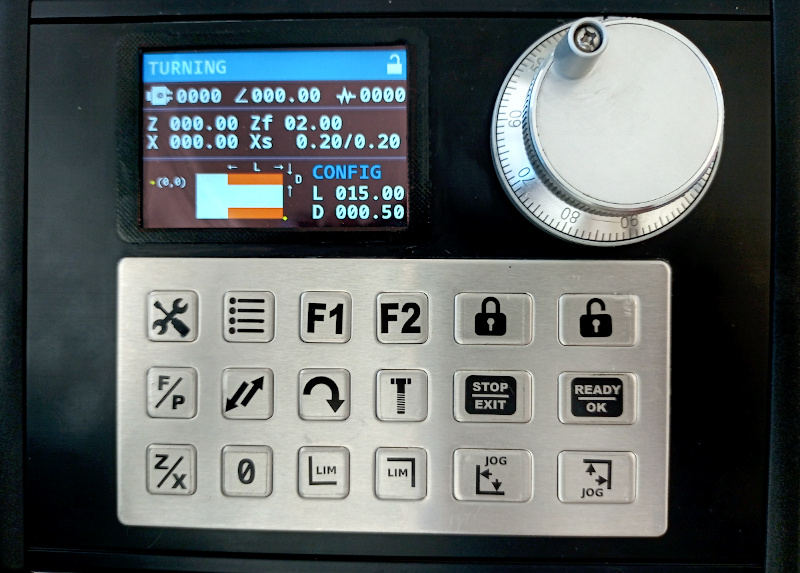 TURNING
0000 ∠000.00 0000
Z 000.00 Zf 02.00
X 000.00 Xs 0.20/0.20
← L →
(0,0)
D
CONFIG
L 015.00
D 000.50
60
70
80
90
F1 F2
F/P
STOP
EXIT
READY
OK
Z/X
0
LIM
LIM
JOG
JOG